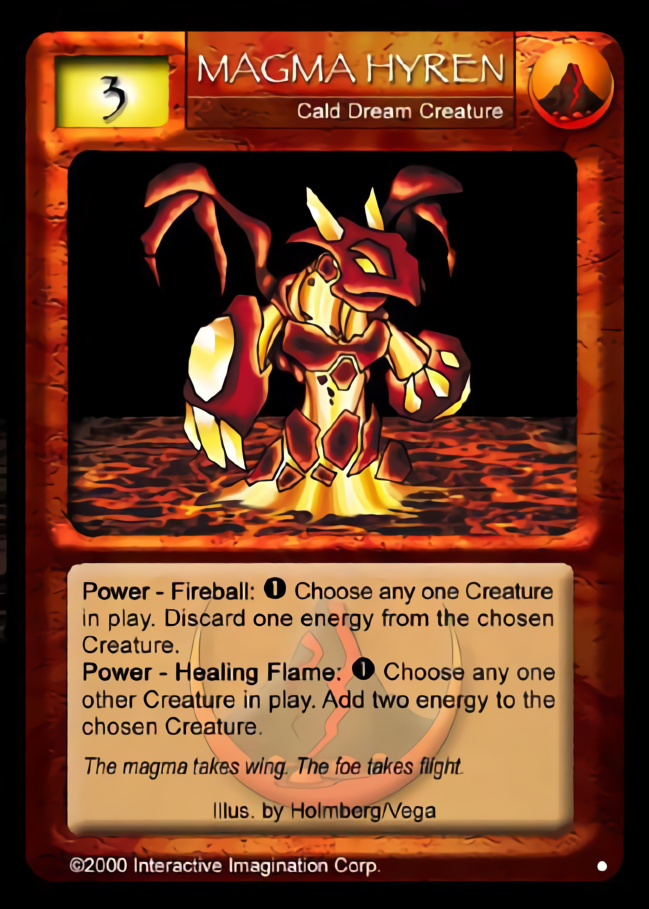 3
MAGMA HYREN
Cald Dream Creature
Power - Fireball: ❶ Choose any one Creature
in play. Discard one energy from the chosen
Creature.
Power - Healing Flame: ❶ Choose any one
other Creature in play. Add two energy to the
chosen Creature.
The magma takes wing. The foe takes flight.
Illus. by Holmberg/Vega
©2000 Interactive Imagination Corp.